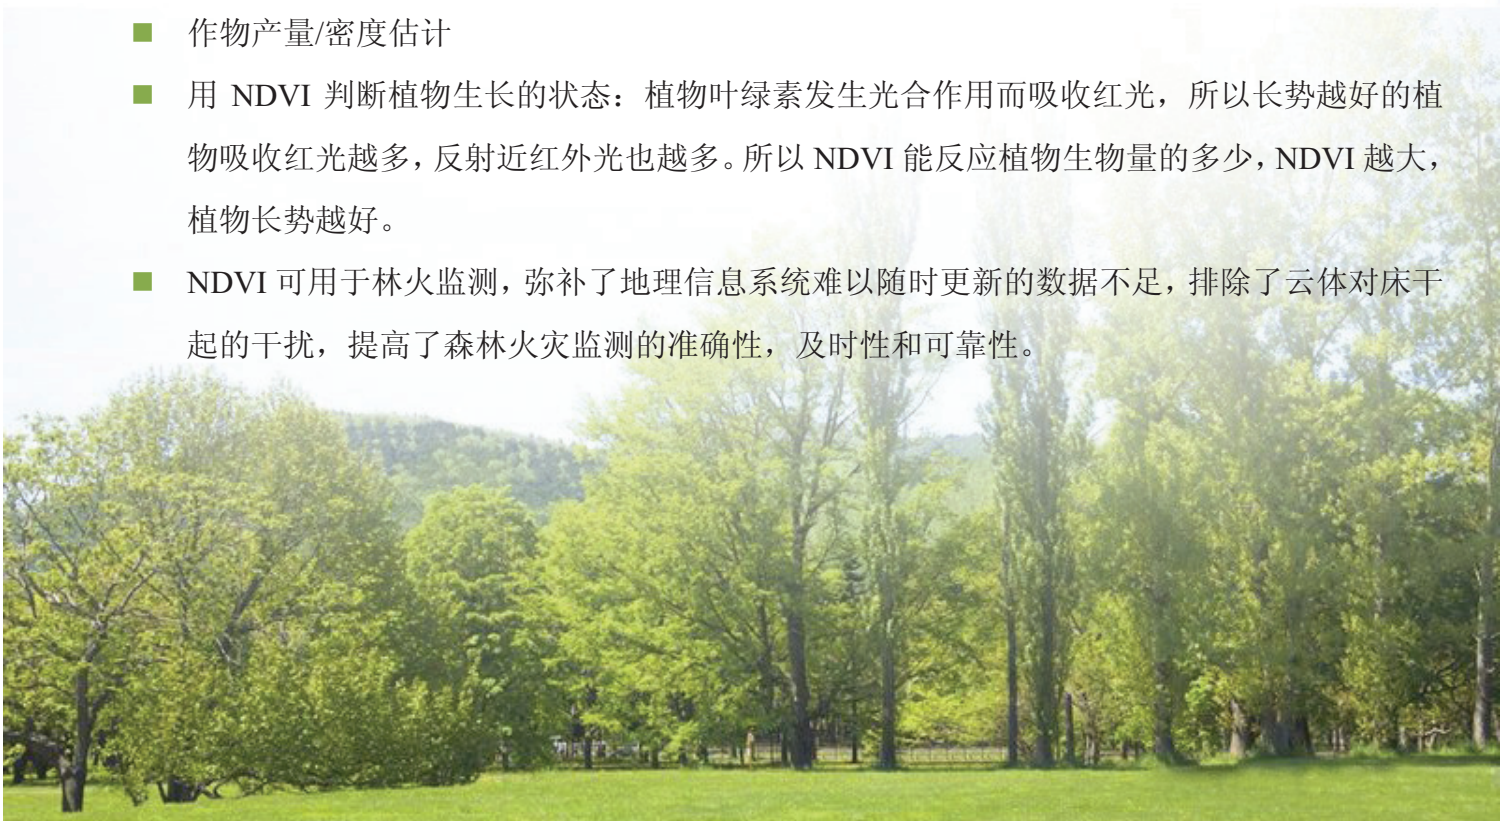 ■ 作物产量/密度估计
■ 用 NDVI 判断植物生长的状态：植物叶绿素发生光合作用而吸收红光，所以长势越好的植
物吸收红光越多，反射近红外光也越多。所以 NDVI 能反应植物生物量的多少，NDVI 越大，
植物长势越好。
■ NDVI 可用于林火监测，弥补了地理信息系统难以随时更新的数据不足，排除了云体对床干
起的干扰，提高了森林火灾监测的准确性，及时性和可靠性。